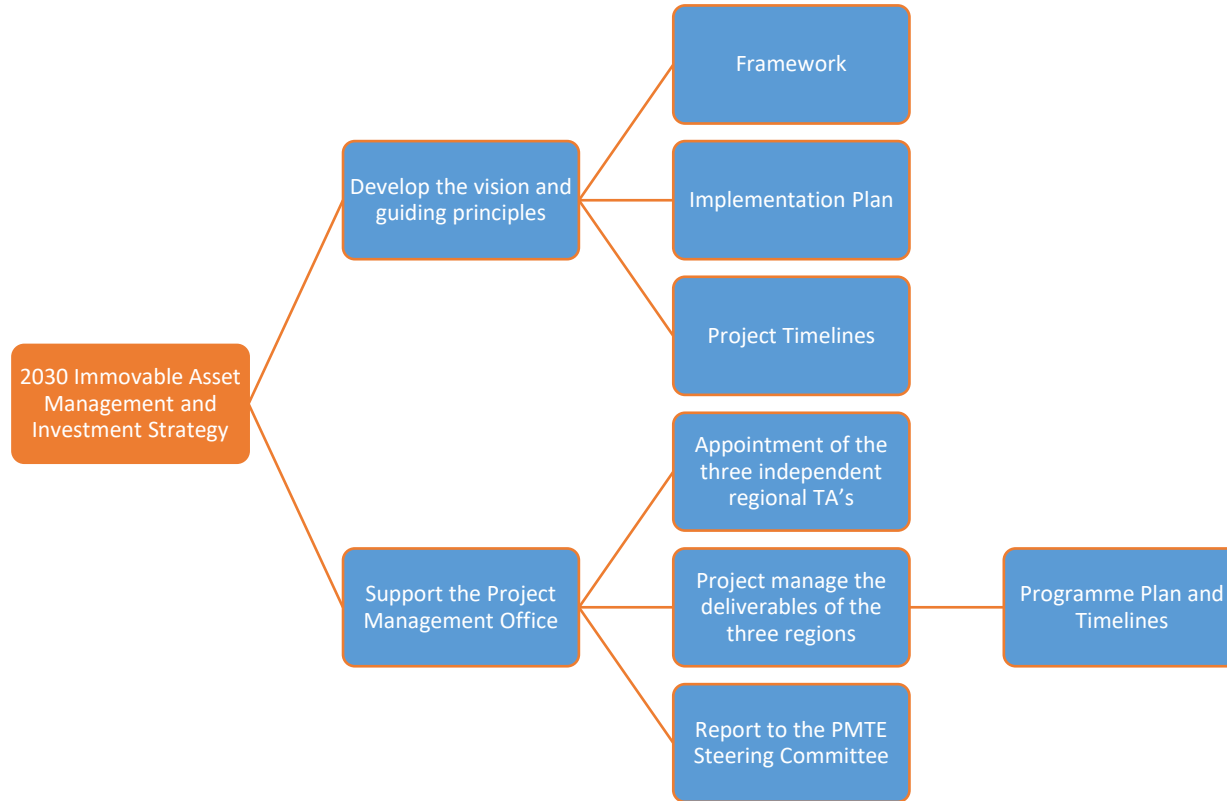 Framework
Develop the vision and
guiding principles
Implementation Plan
Project Timelines
2030 Immovable Asset
Management and
Investment Strategy
Appointment of the
three independent
regional TA’s
Support the Project
Management Office
Project manage the
deliverables of the
three regions
Programme Plan and
Timelines
Report to the PMTE
Steering Committee